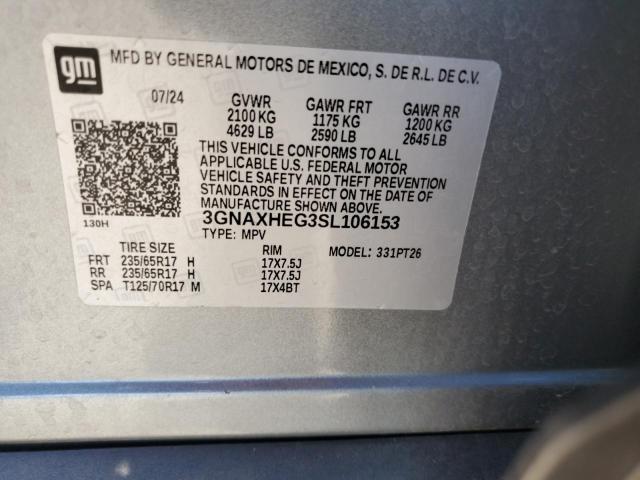 gm
MFD BY GENERAL MOTORS DE MEXICO, S. DE R.L. DE C.V.
07/24 GVWR GAWR FRT GAWR RR
2100 KG 1175 KG 1200 KG
4629 LB 2590 LB 2645 LB
THIS VEHICLE CONFORMS TO ALL
APPLICABLE U.S. FEDERAL MOTOR
VEHICLE SAFETY AND THEFT PREVENTION
STANDARDS IN EFFECT ON THE DATE OF
MANUFACTURE SHOWN ABOVE.
3GNAXHEG3SL106153
130H TYPE: MPV
TIRE SIZE RIM MODEL: 331PT26
FRT 235/65R17 H 17X7.5J
RR 235/65R17 H 17X7.5J
SPA T125/70R17 M 17X4BT